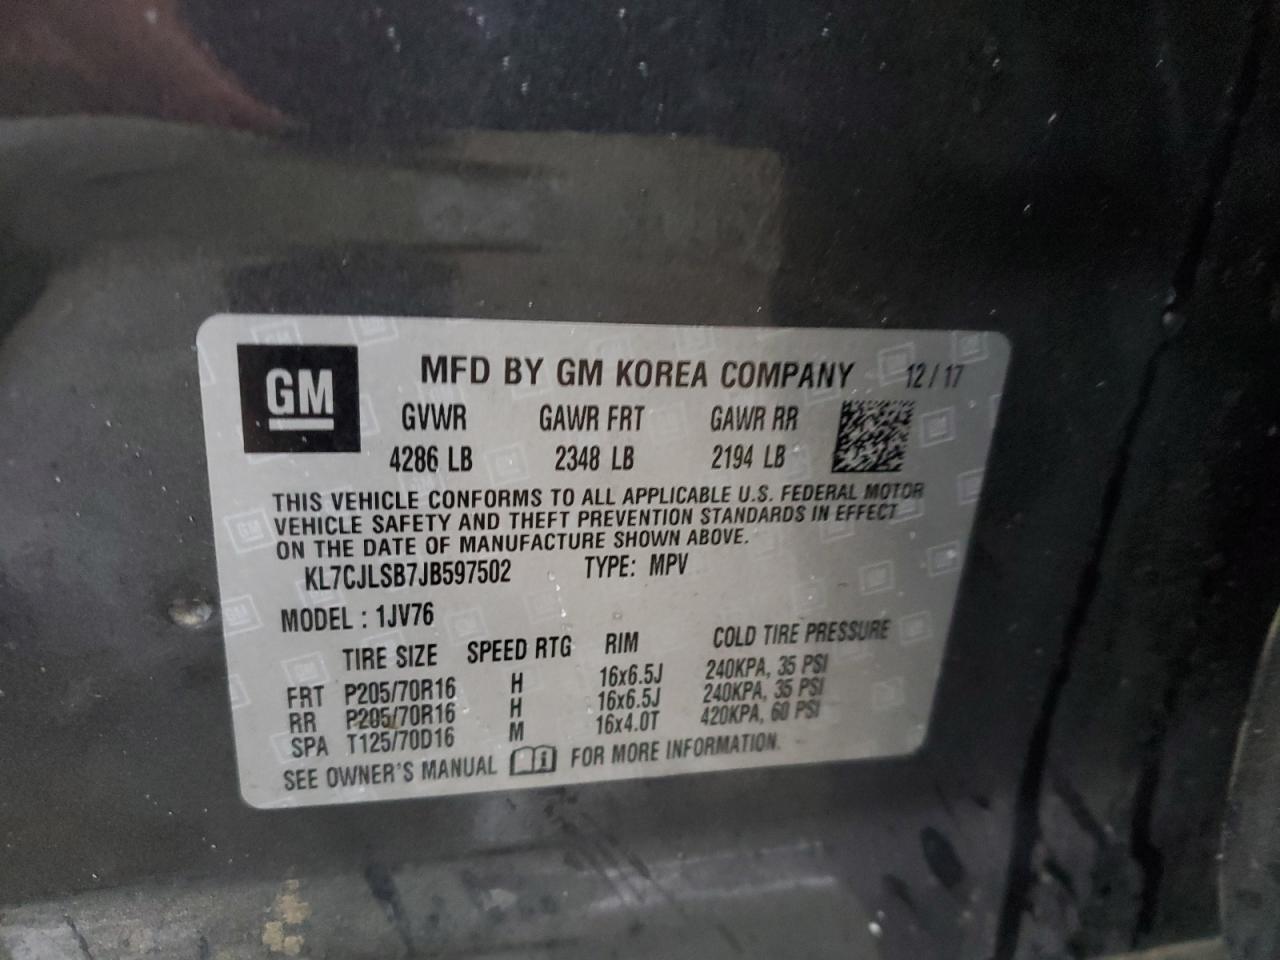 GM
MFD BY GM KOREA COMPANY 12/17
GVWR GAWR FRT GAWR RR
4286 LB 2348 LB 2194 LB
THIS VEHICLE CONFORMS TO ALL APPLICABLE U.S. FEDERAL MOTOR
VEHICLE SAFETY AND THEFT PREVENTION STANDARDS IN EFFECT
ON THE DATE OF MANUFACTURE SHOWN ABOVE.
KL7CJLSB7JB597502 TYPE: MPV
MODEL : 1JV76
TIRE SIZE SPEED RTG RIM COLD TIRE PRESSURE
FRT P205/70R16 H 16x6.5J 240KPA, 35 PSI
RR P205/70R16 H 16x6.5J 240KPA, 35 PSI
SPA T125/70D16 M 16x4.0T 420KPA, 60 PSI
SEE OWNER'S MANUAL i FOR MORE INFORMATION.